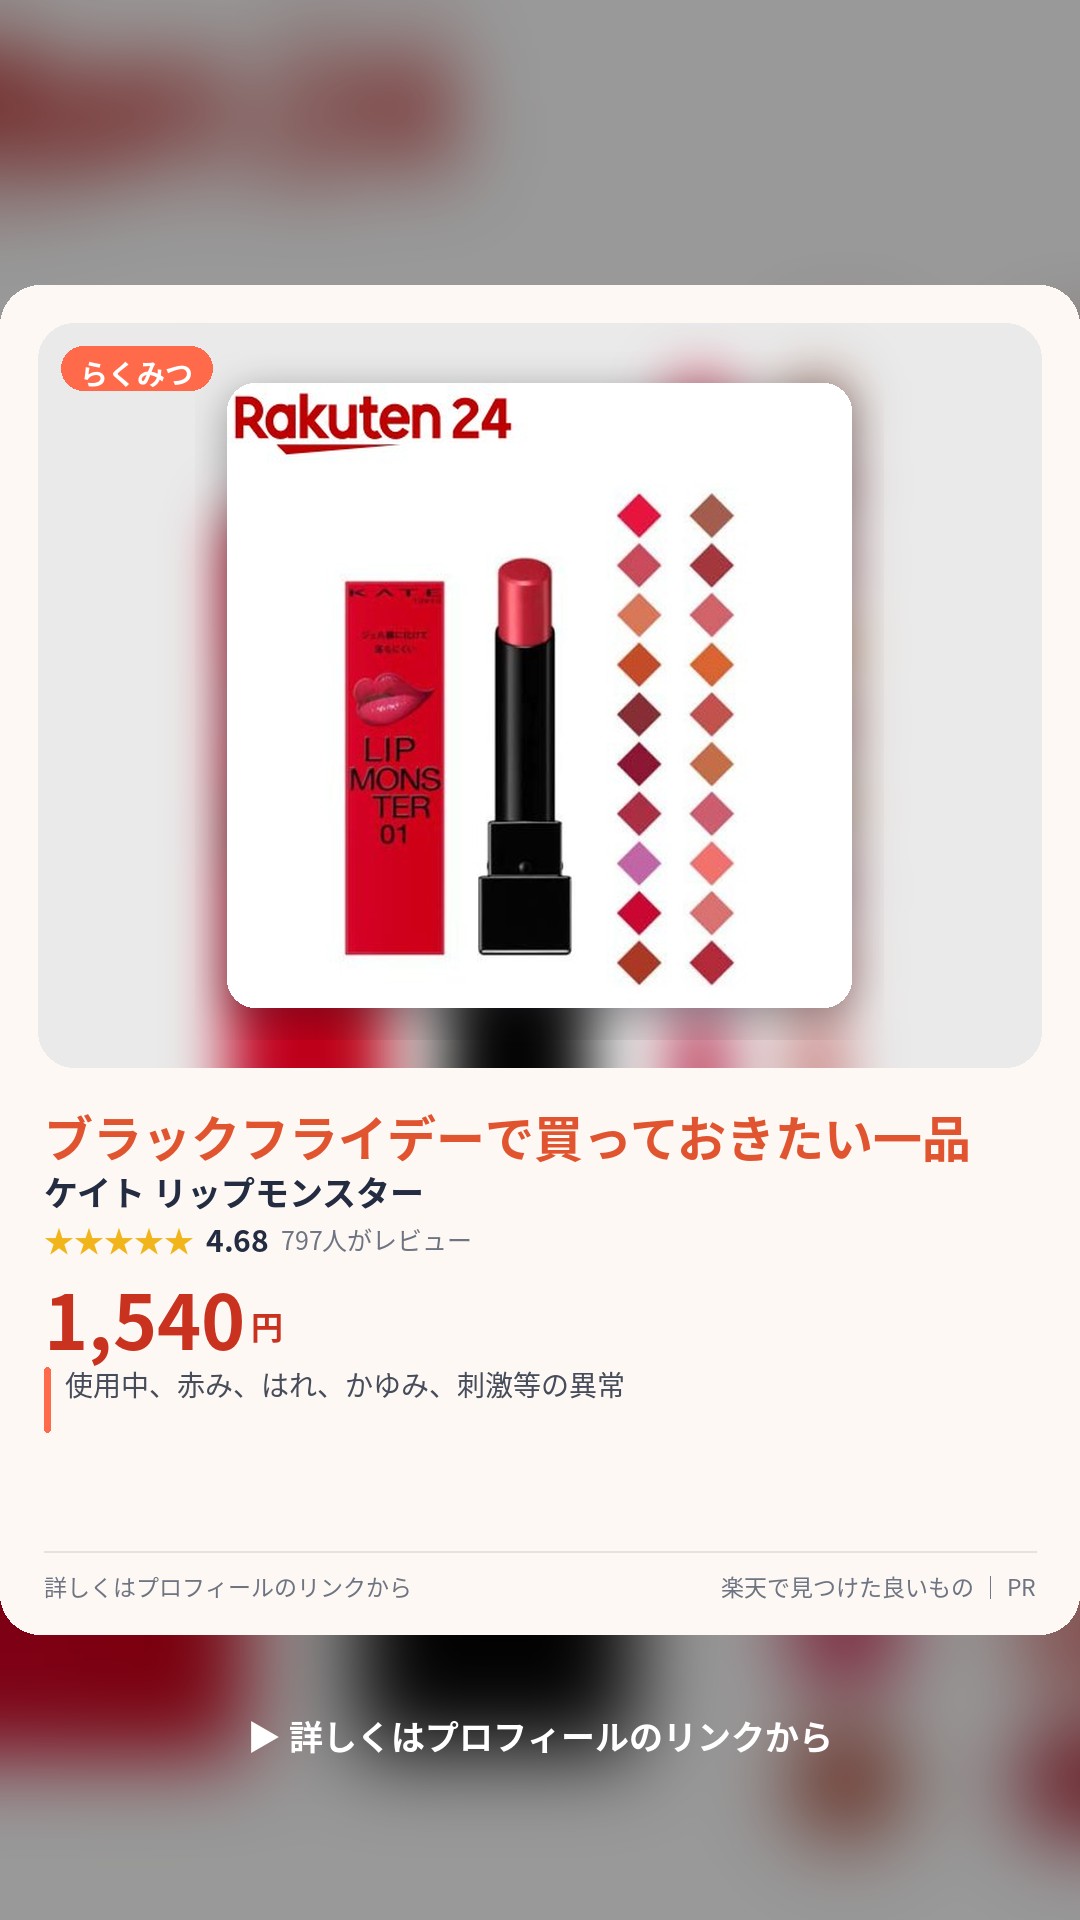 らくみつ
Rakuten 24
KATE
LIP
MONS
TER
01
ブラックフライデーで買っておきたい一品
ケイト リップモンスター
★★★★★ 4.68 797人がレビュー
1,540円
使用中、赤み、はれ、かゆみ、刺激等の異常
詳しくはプロフィールのリンクから
楽天で見つけた良いもの｜PR
▶ 詳しくはプロフィールのリンクから